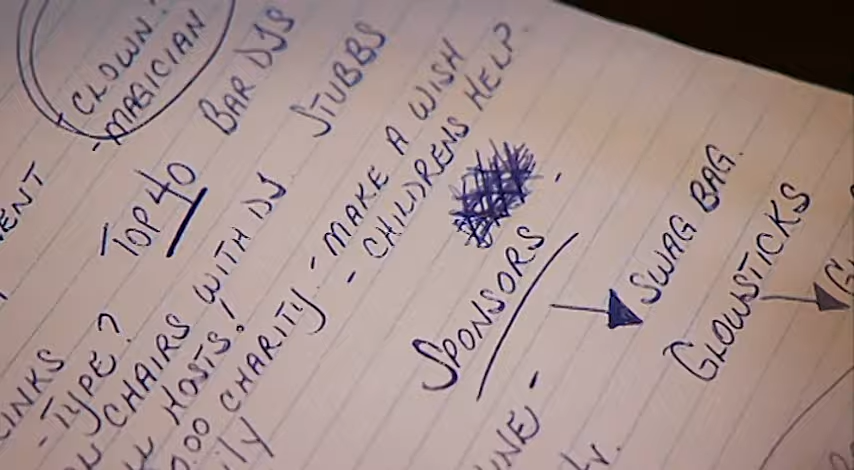 - CLOWN?
- MAGICIAN
TOP 40 BAR DJS STUBBS
- TYPE?
CHAIRS WITH DJ
HOSTS!
CHARITY - MAKE A WISH
- CHILDRENS HELP.
SPONSORS → SWAG BAG.
GLOWSTICKS →